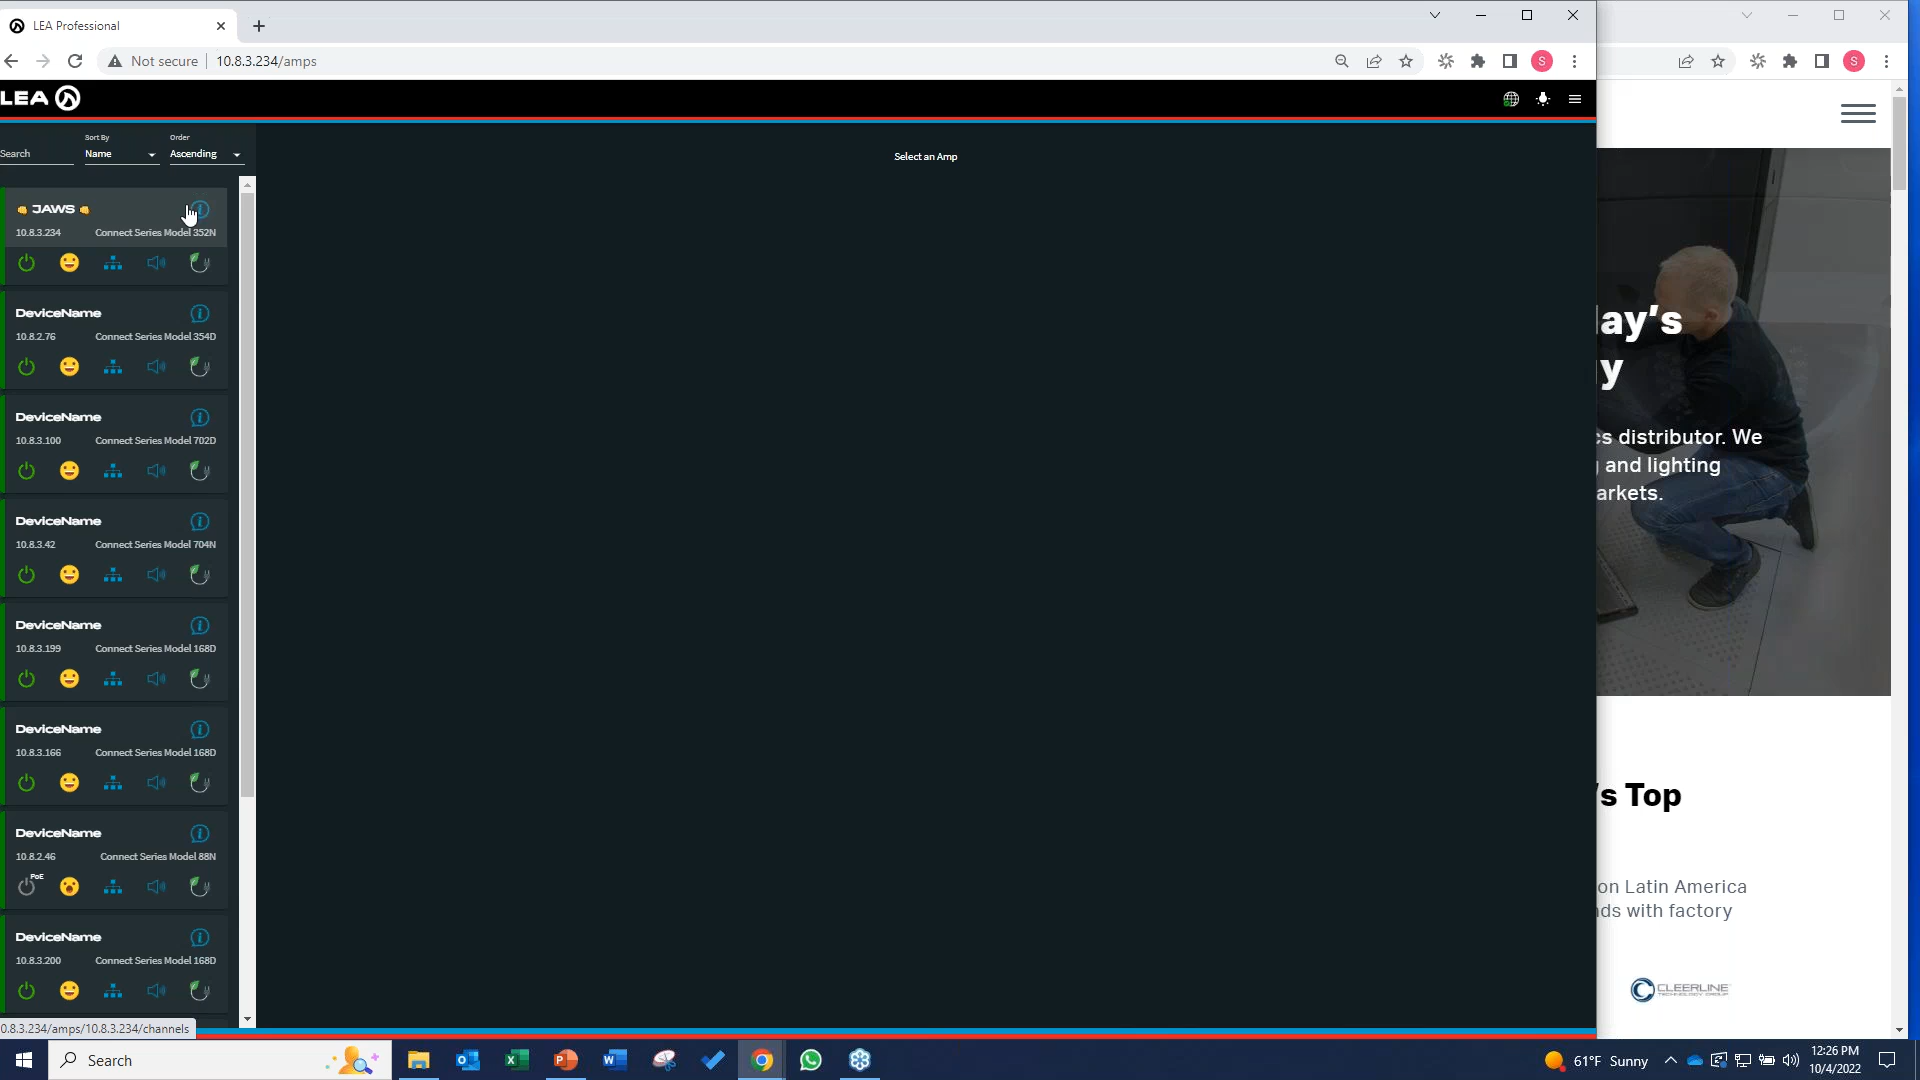 LEA Professional
Not secure
10.8.3.234/amps
LEA
Sort By
Order
Search
Name
Ascending
Select an Amp
JAWS
10.8.3.234
Connect Series Model 352N
DeviceName
10.8.2.76
Connect Series Model 354D
DeviceName
10.8.3.100
Connect Series Model 702D
DeviceName
10.8.3.42
Connect Series Model 704N
DeviceName
10.8.3.199
Connect Series Model 168D
DeviceName
10.8.3.166
Connect Series Model 168D
DeviceName
10.8.2.46
Connect Series Model 88N
PoE
DeviceName
10.8.3.200
Connect Series Model 168D
0.8.3.234/amps/10.8.3.234/channels
S
S
ay's
y
cs distributor. We
and lighting
arkets.
's Top
on Latin America
nds with factory
CLEERLINE
TECHNOLOGY GROUP
Search
61°F Sunny
12:26 PM
10/4/2022